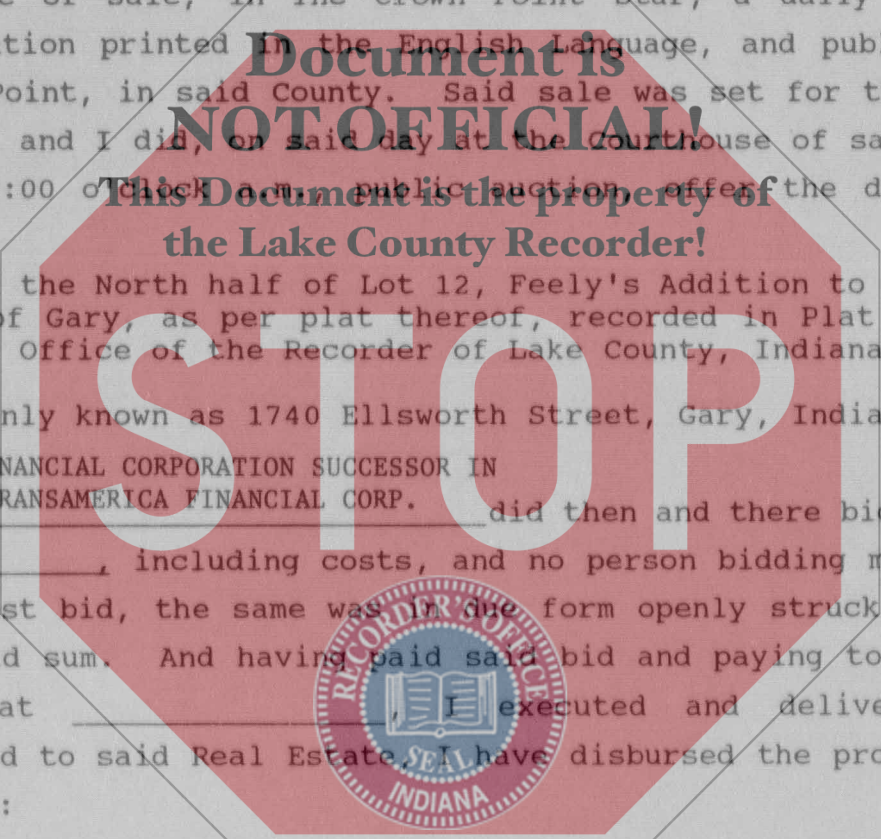 e of Sale, in The Crown Point Star, a daily
tion printed in the English Language, and publ
Document is
Point, in said County. Said sale was set for t
NOT OFFICIAL!
and I did, on said day at the Courthouse of sa
:00 o'clock a.m., public auction, offer the d
This Document is the property of
the Lake County Recorder!
the North half of Lot 12, Feely's Addition to
of Gary, as per plat thereof, recorded in Plat
Office of the Recorder of Lake County, Indiana
STOP
nly known as 1740 Ellsworth Street, Gary, India
NANCIAL CORPORATION SUCCESSOR IN
RANSAMERICA FINANCIAL CORP.
did then and there bid
, including costs, and no person bidding m
st bid, the same was in due form openly struck
d sum. And having paid said bid and paying to
at , I executed and delive
d to said Real Estate, I have disbursed the pro
:
RECORDER'S OFFICE
SEAL
INDIANA